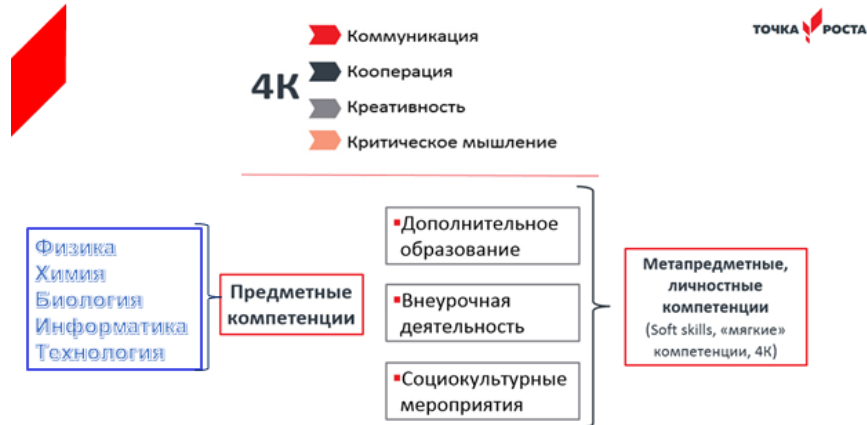 ТОЧКА РОСТА
4К
Коммуникация
Кооперация
Креативность
Критическое мышление
Физика
Химия
Биология
Информатика
Технология
Предметные
компетенции
Дополнительное
образование
Внеурочная
деятельность
Социокультурные
мероприятия
Метапредметные,
личностные
компетенции
(Soft skills, «мягкие»
компетенции, 4К)